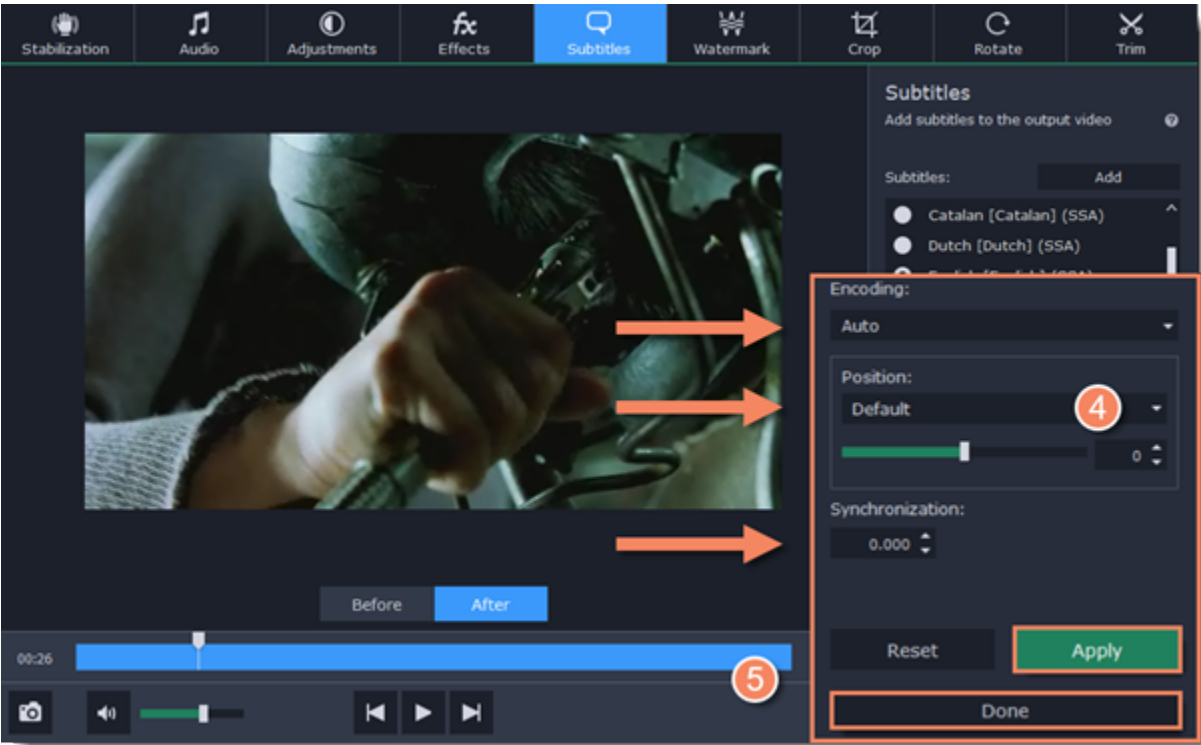 Stabilization
Audio
Adjustments
fx
Effects
Subtitles
Watermark
Crop
Rotate
Trim
Subtitles
Add subtitles to the output video
?
Subtitles:
Add
Catalan [Catalan] (SSA)
Dutch [Dutch] (SSA)
Encoding:
Auto
Position:
Default
4
0
Synchronization:
0.000
Before
After
Reset
Apply
00:26
5
Done